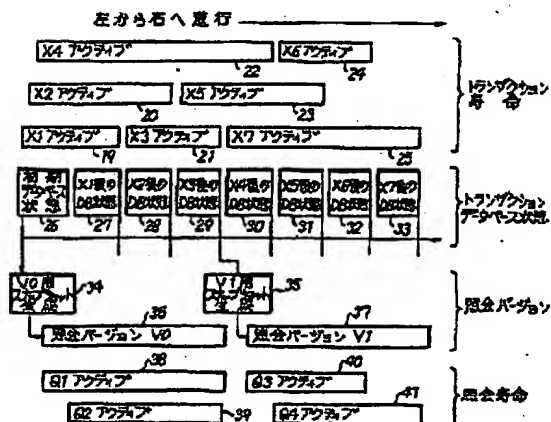 左から右へ進行
X4 アクティブ
22
X6 アクティブ
24
X2 アクティブ
20
X5 アクティブ
23
X1 アクティブ
19
X3 アクティブ
21
X7 アクティブ
25
トランザクション
寿命
初期
データベース
状態
26
X1後の
DB状態
27
X2後の
DB状態
28
X3後の
DB状態
29
X4後の
DB状態
30
X5後の
DB状態
31
X6後の
DB状態
32
X7後の
DB状態
33
トランザクション
データベース状態
V0用
スナップショット
生成
34
V1用
スナップショット
生成
35
36
照会バージョン V0
37
照会バージョン V1
照会バージョン
38
Q1 アクティブ
40
Q3 アクティブ
Q2 アクティブ
39
Q4 アクティブ
41
照会寿命